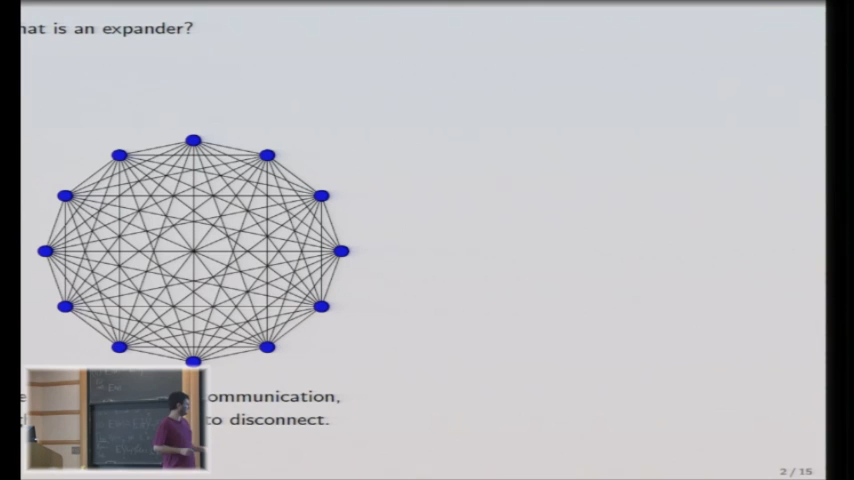 hat is an expander?
ommunication,
to disconnect.
2 / 15